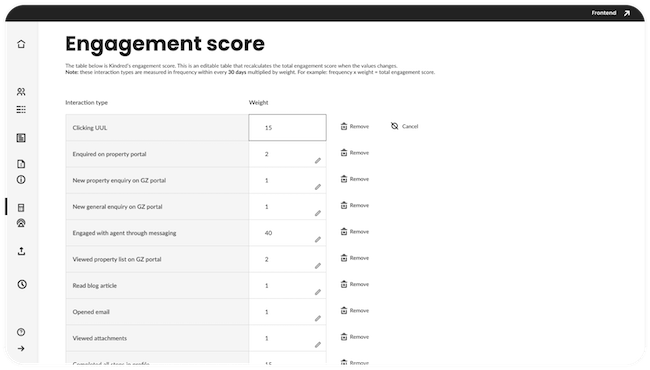 Frontend
Engagement score
The table below is Kindred's engagement score. This is an editable table that recalculates the total engagement score when the values changes.
Note: these interaction types are measured in frequency within every 30 days multiplied by weight. For example: frequency x weight = total engagement score.
Interaction type Weight
Clicking UUL 15 Remove Cancel
Enquired on property portal 2 Remove
New property enquiry on GZ portal 1 Remove
New general enquiry on GZ portal 1 Remove
Engaged with agent through messaging 40 Remove
Viewed property list on GZ portal 2 Remove
Read blog article 1 Remove
Opened email 1 Remove
Viewed attachments 1 Remove
Completed all steps in profile 15 Remove